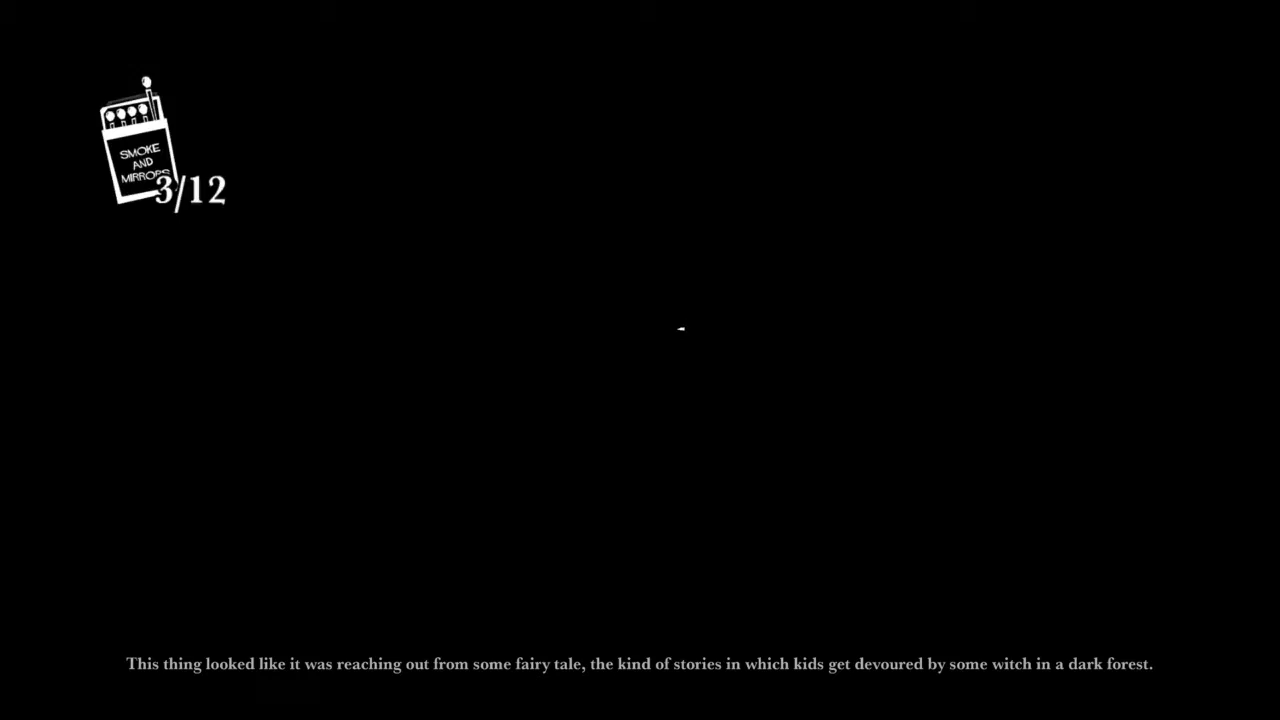 SMOKE
AND
MIRRORS
3/12
This thing looked like it was reaching out from some fairy tale, the kind of stories in which kids get devoured by some witch in a dark forest.